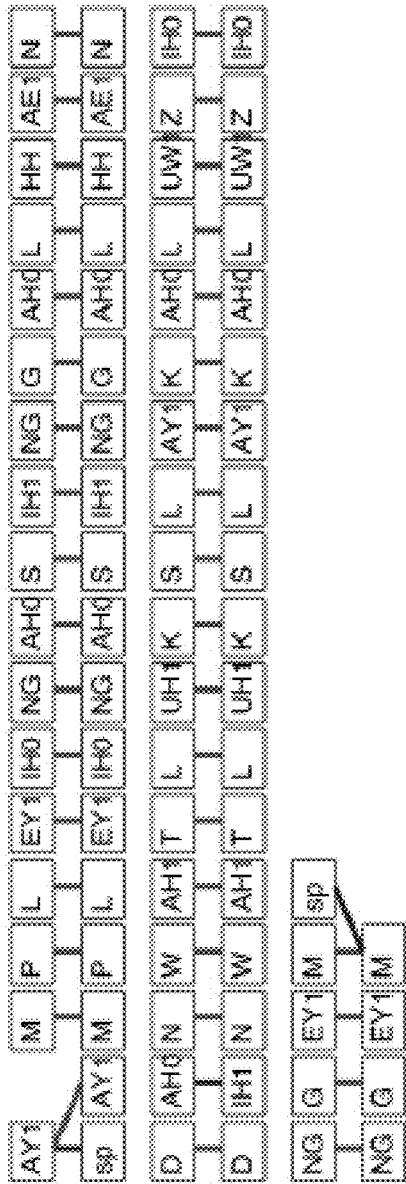 AY1 M P L EY1 IH0 NG AH0 S IH1 NG G AH0 L HH AE1 N
sp AY1 M P L EY1 IH0 NG AH0 S IH1 NG G AH0 L HH AE1 N
D AH0 N W AH1 T L UH1 K S L AY1 K AH0 L UW Z IH0
D IH1 N W AH1 T L UH1 K S L AY1 K AH0 L UW Z IH0
NG G EY1 M sp
NG G EY1 M